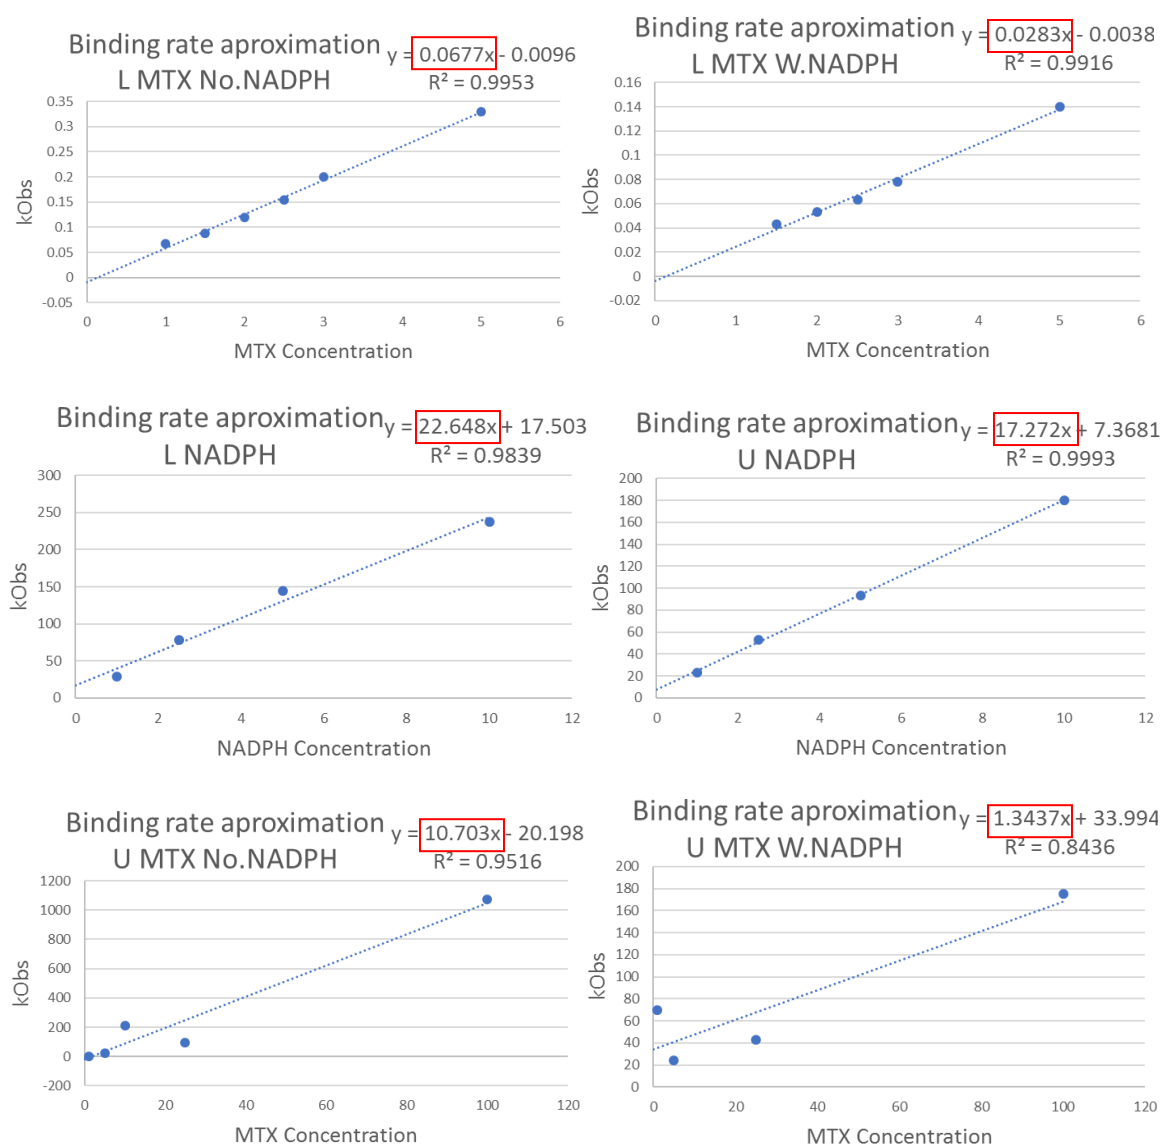 Binding rate aproximation
L MTX No.NADPH
y = 0.0677x - 0.0096
R² = 0.9953
0.35
0.3
0.25
0.2
0.15
0.1
0.05
0
-0.05
kObs
0 1 2 3 4 5 6
MTX Concentration
Binding rate aproximation
L MTX W.NADPH
y = 0.0283x - 0.0038
R² = 0.9916
0.16
0.14
0.12
0.1
0.08
0.06
0.04
0.02
0
-0.02
kObs
0 1 2 3 4 5 6
MTX Concentration
Binding rate aproximation
L NADPH
y = 22.648x + 17.503
R² = 0.9839
300
250
200
150
100
50
0
kObs
0 2 4 6 8 10 12
NADPH Concentration
Binding rate aproximation
U NADPH
y = 17.272x + 7.3681
R² = 0.9993
200
180
160
140
120
100
80
60
40
20
0
kObs
0 2 4 6 8 10 12
NADPH Concentration
Binding rate aproximation
U MTX No.NADPH
y = 10.703x - 20.198
R² = 0.9516
1200
1000
800
600
400
200
0
-200
kObs
0 20 40 60 80 100 120
MTX Concentration
Binding rate aproximation
U MTX W.NADPH
y = 1.3437x + 33.994
R² = 0.8436
200
180
160
140
120
100
80
60
40
20
0
kObs
0 20 40 60 80 100 120
MTX Concentration